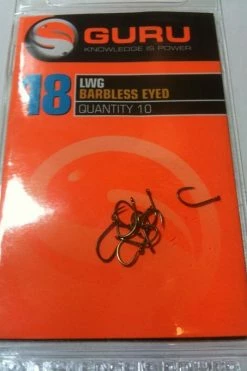 GURU
KNOWLEDGE IS POWER
18
LWG
BARBLESS EYED
QUANTITY 10